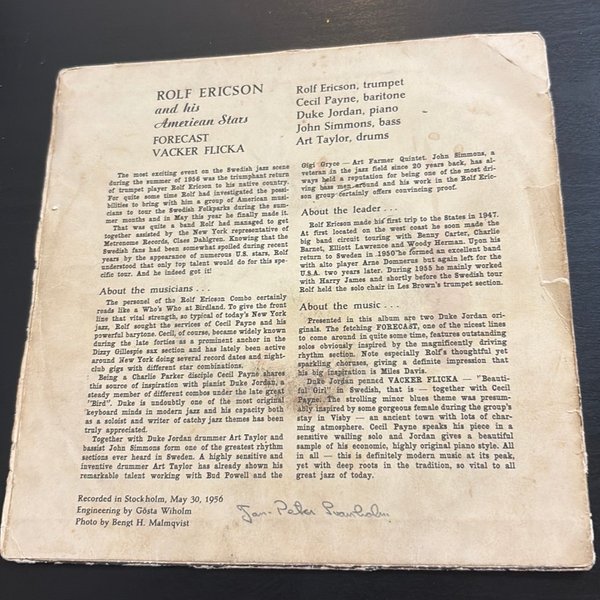 ROLF ERICSON
and his
American Stars
FORECAST
VACKER FLICKA
Rolf Ericson, trumpet
Cecil Payne, baritone
Duke Jordan, piano
John Simmons, bass
Art Taylor, drums
The most exciting event on the Swedish jazz scene
during the summer of 1956 was the triumphant return
of trumpet player Rolf Ericson to his native country.
For quite some time Rolf had investigated the possi-
bilities to bring with him a group of American musi-
cians to tour the Swedish Folkparks during the sum-
mer months and in May this year he finally made it.
That was quite a band Rolf had managed to get
together assisted by the New York representative of
Metronome Records, Claes Dahlgren. Knowing that the
Swedish fans had been somewhat spoiled during recent
years by the appearance of numerous U.S. stars, Rolf
understood that only top talent would do for this spe-
cific tour. And he indeed got it!
About the musicians . . .
The personel of the Rolf Ericson Combo certainly
reads like a Who's Who at Birdland. To give the front
line that vital strength, so typical of today's New York
jazz, Rolf sought the services of Cecil Payne and his
powerful barytone. Cecil, of course, became widely known
during the late forties as a prominent anchor in the
Dizzy Gillespie sax section and has lately been active
around New York doing several record dates and night-
club gigs with different star combinations.
Being a Charlie Parker disciple Cecil Payne shares
this source of inspiration with pianist Duke Jordan, a
steady member of different combos under the late great
"Bird". Duke is undoubtly one of the most original
keyboard minds in modern jazz and his capacity both
as a soloist and writer of catchy jazz themes has been
truly appreciated.
Together with Duke Jordan drummer Art Taylor and
bassist John Simmons form one of the greatest rhythm
sections ever heard in Sweden. A highly sensitive and
inventive drummer Art Taylor has already shown his
remarkable talent working with Bud Powell and the
Gigi Gryce — Art Farmer Quintet. John Simmons, a
veteran in the jazz field since 20 years back, has al-
ways held a reputation for being one of the most dri-
ving bass men around and his work in the Rolf Eric-
son group certainly offers convincing proof.
About the leader . . .
Rolf Ericson made his first trip to the States in 1947.
At first located on the west coast he soon made the
big band circuit touring with Benny Carter, Charlie
Barnet, Elliott Lawrence and Woody Herman. Upon his
return to Sweden in 1950 he formed an excellent band
with alto player Arne Domnerus but again left for the
U.S.A. two years later. During 1955 he mainly worked
with Harry James and shortly before the Swedish tour
Rolf held the solo chair in Les Brown's trumpet section.
About the music . . .
Presented in this album are two Duke Jordan ori-
ginals. The fetching FORECAST, one of the nicest lines
to come around in quite some time, features outstanding
solos obviously inspired by the magnificently driving
rhythm section. Note especially Rolf's thoughtful yet
sparkling choruses, giving a definite impression that
his big inspiration is Miles Davis.
Duke Jordan penned VACKER FLICKA — "Beauti-
ful Girl" in Swedish, that is — together with Cecil
Payne. The strolling minor blues theme was presum-
ably inspired by some gorgeous female during the group's
stay in Visby — an ancient town with lots of char-
ming atmosphere. Cecil Payne speaks his piece in a
sensitive wailing solo and Jordan gives a beautiful
sample of his economic, highly original piano style. All
in all — this is definitely modern music at its peak,
yet with deep roots in the tradition, so vital to all
great jazz of today.
Recorded in Stockholm, May 30, 1956
Engineering by Gösta Wiholm
Photo by Bengt H. Malmqvist
Jan-Peter Svanholm